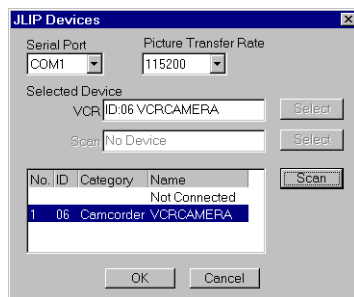 JLIP Devices
Serial Port Picture Transfer Rate
COM1 115200
Selected Device
VCR ID:06 VCRCAMERA Select
Scan No Device Select
No. ID Category Name Scan
Not Connected
1 06 Camcorder VCRCAMERA
OK Cancel